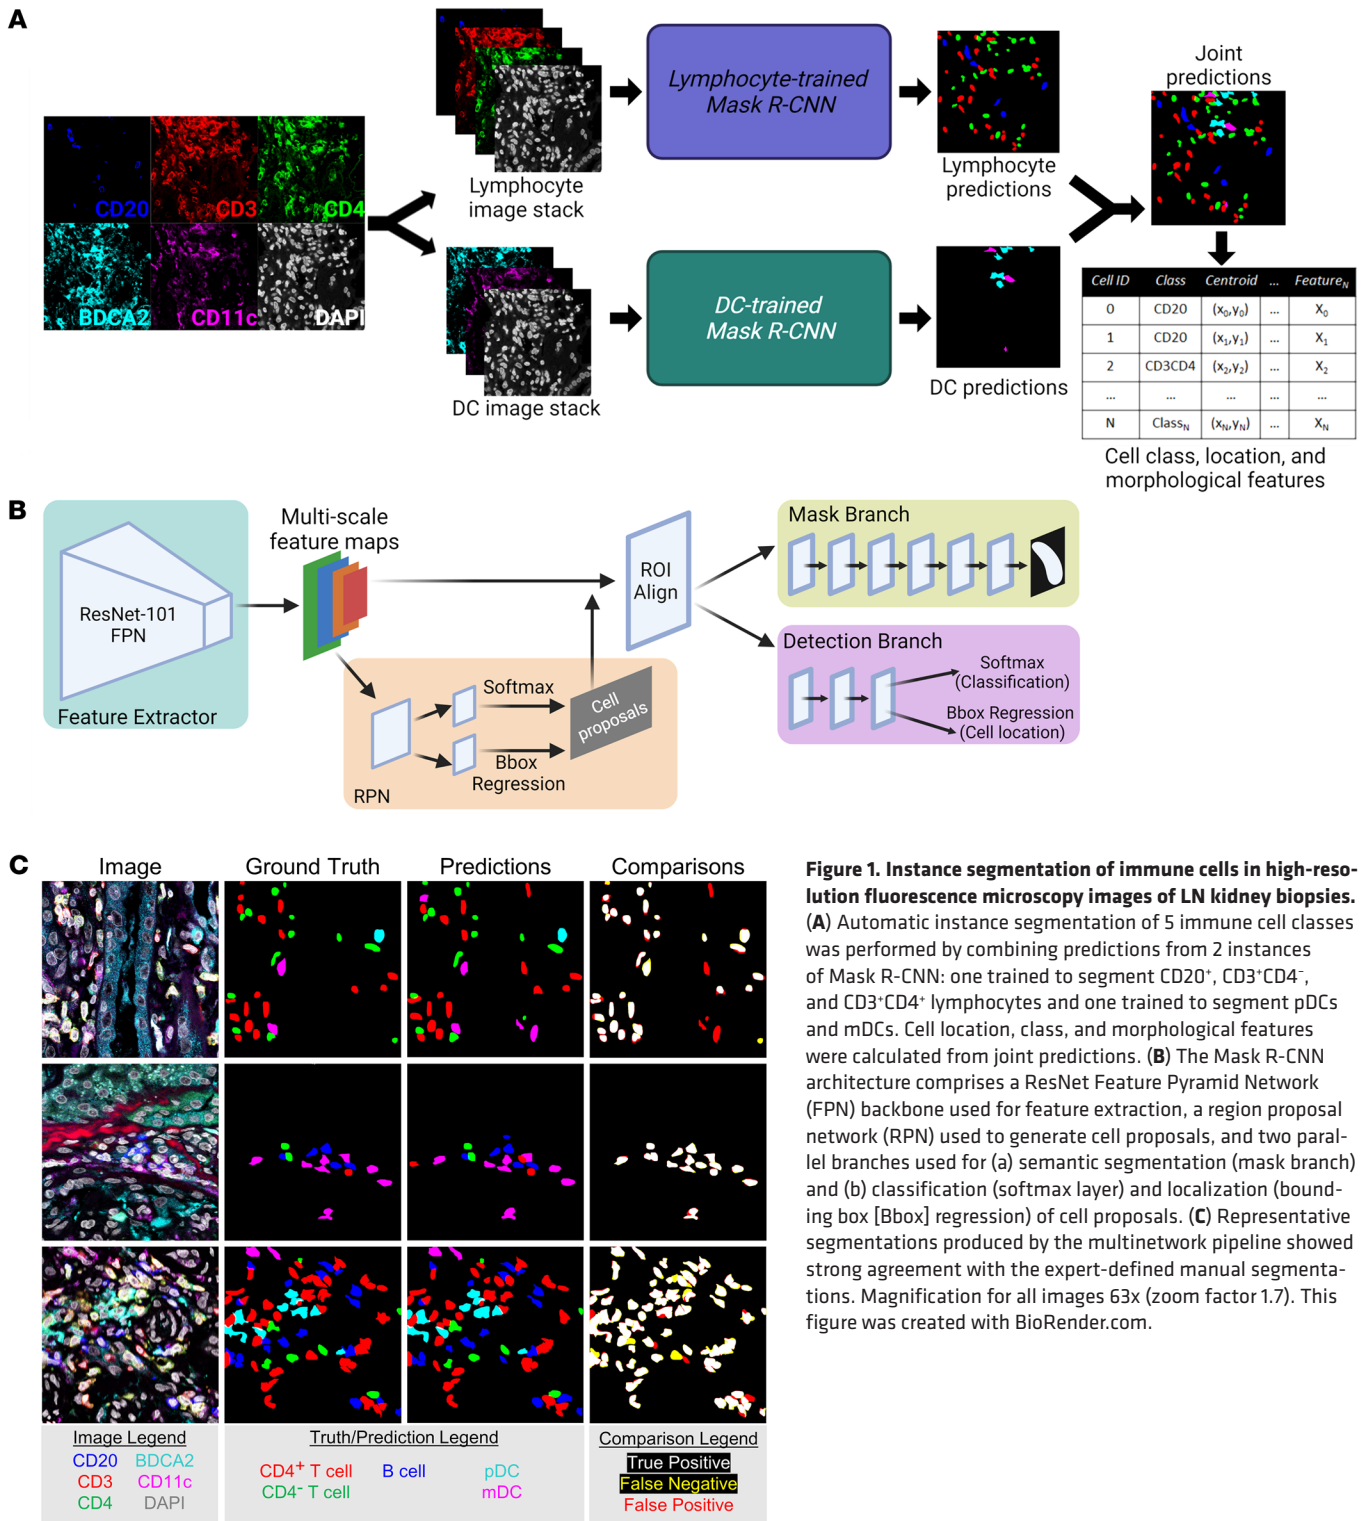 A
CD20
CD3
CD4
BDCA2
CD11c
DAPI
Lymphocyte
image stack
DC image stack
Lymphocyte-trained
Mask R-CNN
DC-trained
Mask R-CNN
Lymphocyte
predictions
DC predictions
Joint
predictions
Cell ID Class Centroid ... Feature_N
0 CD20 (x₀,y₀) ... X₀
1 CD20 (x₁,y₁) ... X₁
2 CD3CD4 (x₂,y₂) ... X₂
... ... ... ... ...
N Class_N (x_N,y_N) ... X_N
Cell class, location, and
morphological features
B
ResNet-101
FPN
Feature Extractor
Multi-scale
feature maps
RPN
Softmax
Bbox
Regression
Cell
proposals
ROI
Align
Mask Branch
Detection Branch
Softmax
(Classification)
Bbox Regression
(Cell location)
C
Image
Ground Truth
Predictions
Comparisons
Image Legend
CD20 BDCA2
CD3 CD11c
CD4 DAPI
Truth/Prediction Legend
CD4⁺ T cell B cell pDC
CD4⁻ T cell mDC
Comparison Legend
True Positive
False Negative
False Positive
Figure 1. Instance segmentation of immune cells in high-reso-
lution fluorescence microscopy images of LN kidney biopsies.
(A) Automatic instance segmentation of 5 immune cell classes
was performed by combining predictions from 2 instances
of Mask R-CNN: one trained to segment CD20⁺, CD3⁺CD4⁻,
and CD3⁺CD4⁺ lymphocytes and one trained to segment pDCs
and mDCs. Cell location, class, and morphological features
were calculated from joint predictions. (B) The Mask R-CNN
architecture comprises a ResNet Feature Pyramid Network
(FPN) backbone used for feature extraction, a region proposal
network (RPN) used to generate cell proposals, and two paral-
lel branches used for (a) semantic segmentation (mask branch)
and (b) classification (softmax layer) and localization (bound-
ing box [Bbox] regression) of cell proposals. (C) Representative
segmentations produced by the multinetwork pipeline showed
strong agreement with the expert-defined manual segmenta-
tions. Magnification for all images 63x (zoom factor 1.7). This
figure was created with BioRender.com.